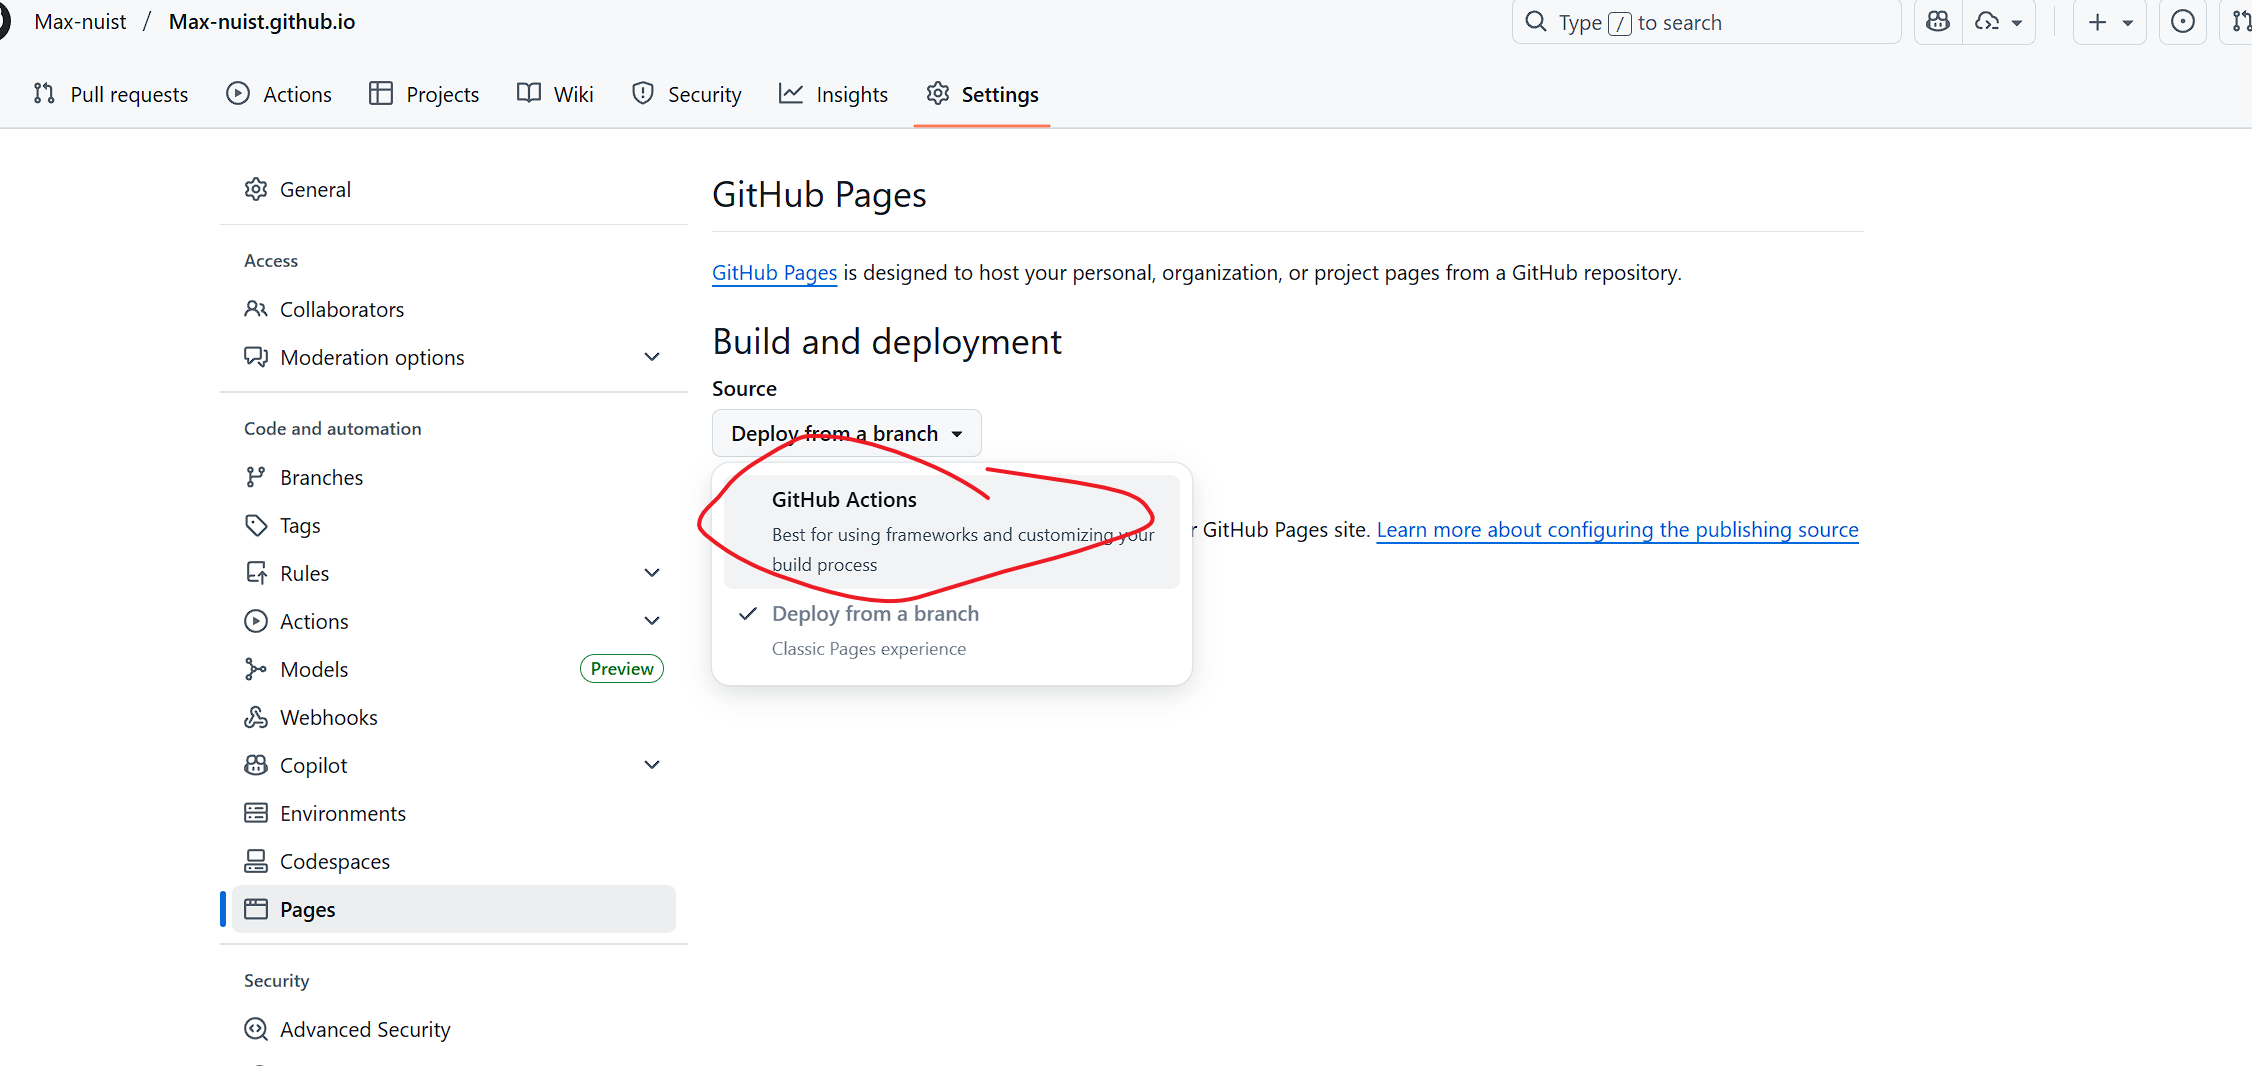 Max-nuist / Max-nuist.github.io
Type / to search
Pull requests
Actions
Projects
Wiki
Security
Insights
Settings
General
Access
Collaborators
Moderation options
Code and automation
Branches
Tags
Rules
Actions
Models
Preview
Webhooks
Copilot
Environments
Codespaces
Pages
Security
Advanced Security
GitHub Pages
GitHub Pages is designed to host your personal, organization, or project pages from a GitHub repository.
Build and deployment
Source
Deploy from a branch
GitHub Actions
Best for using frameworks and customizing your
build process
Deploy from a branch
Classic Pages experience
GitHub Pages site. Learn more about configuring the publishing source